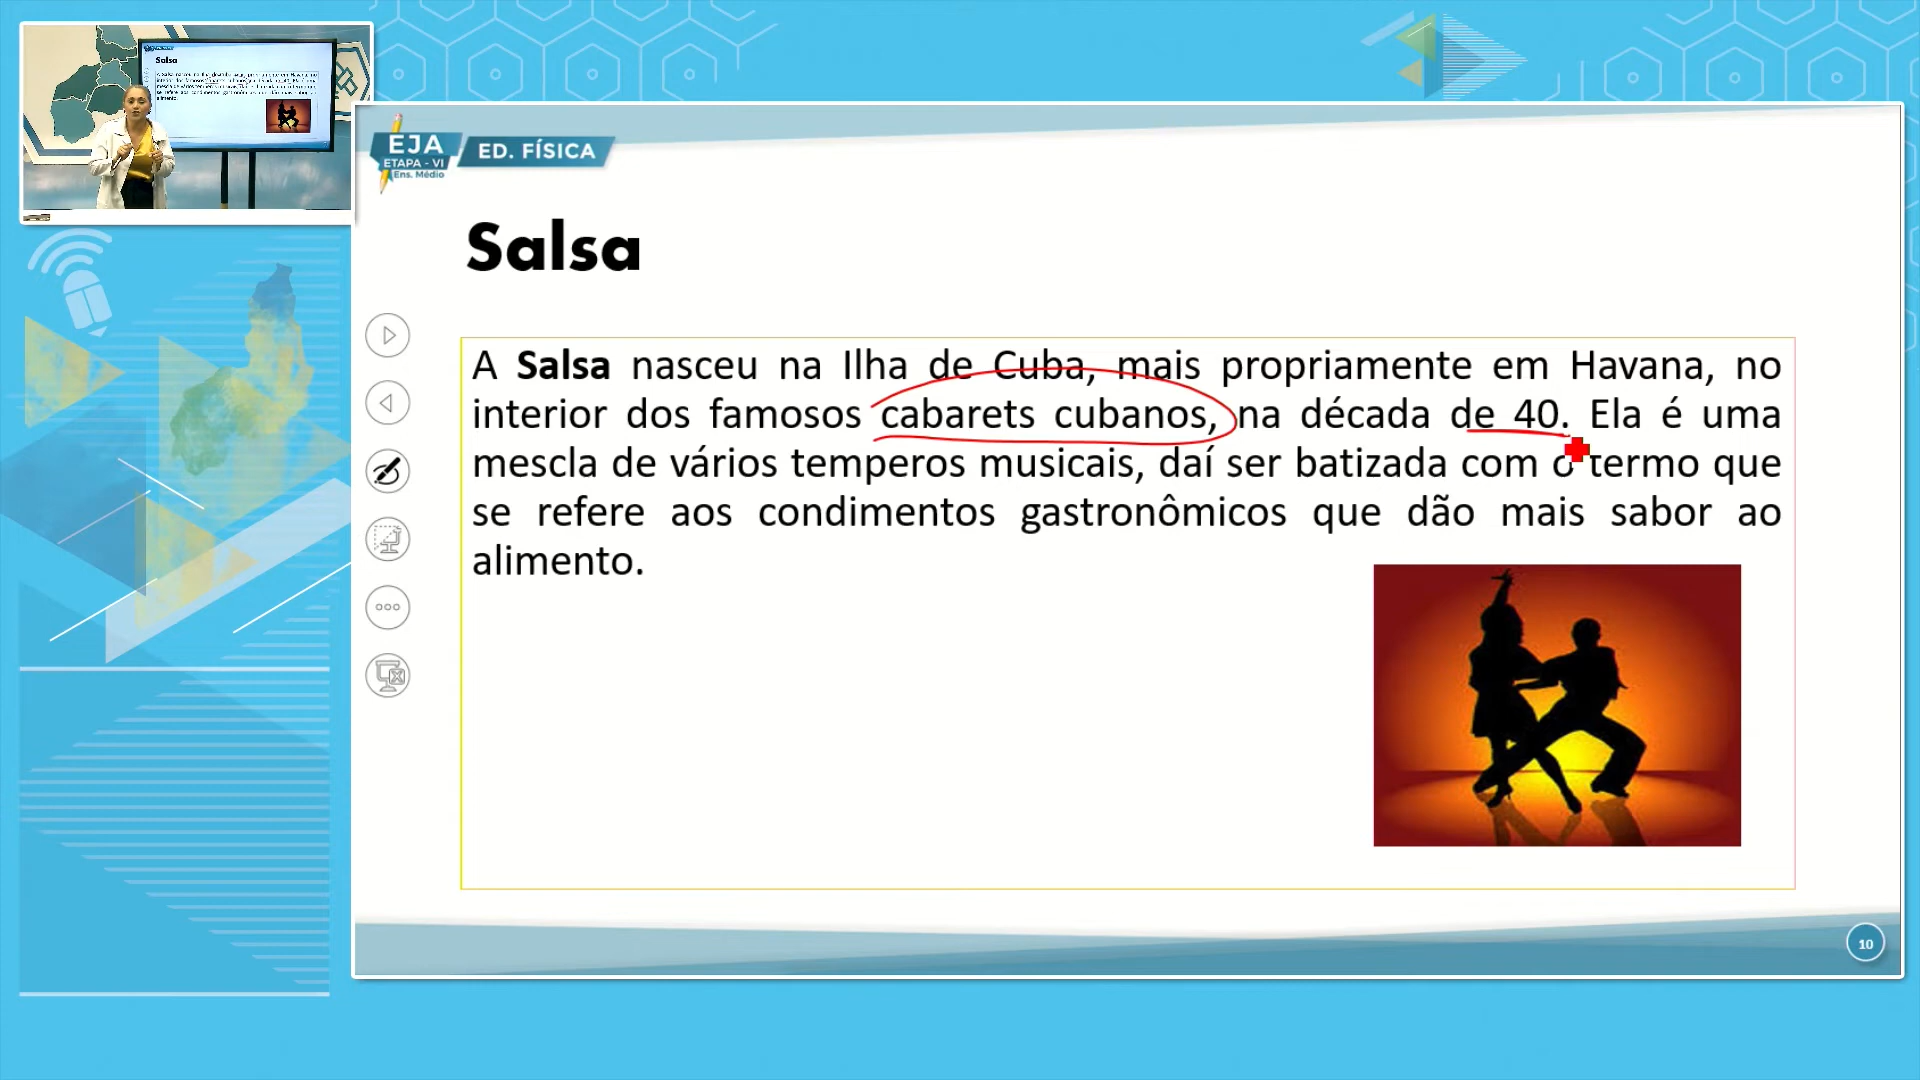 EJA
ETAPA - VI
Ens. Médio
ED. FÍSICA
Salsa
A Salsa nasceu na Ilha de Cuba, mais propriamente em Havana, no
interior dos famosos cabarets cubanos, na década de 40. Ela é uma
mescla de vários temperos musicais, daí ser batizada com o termo que
se refere aos condimentos gastronômicos que dão mais sabor ao
alimento.
10
Salsa